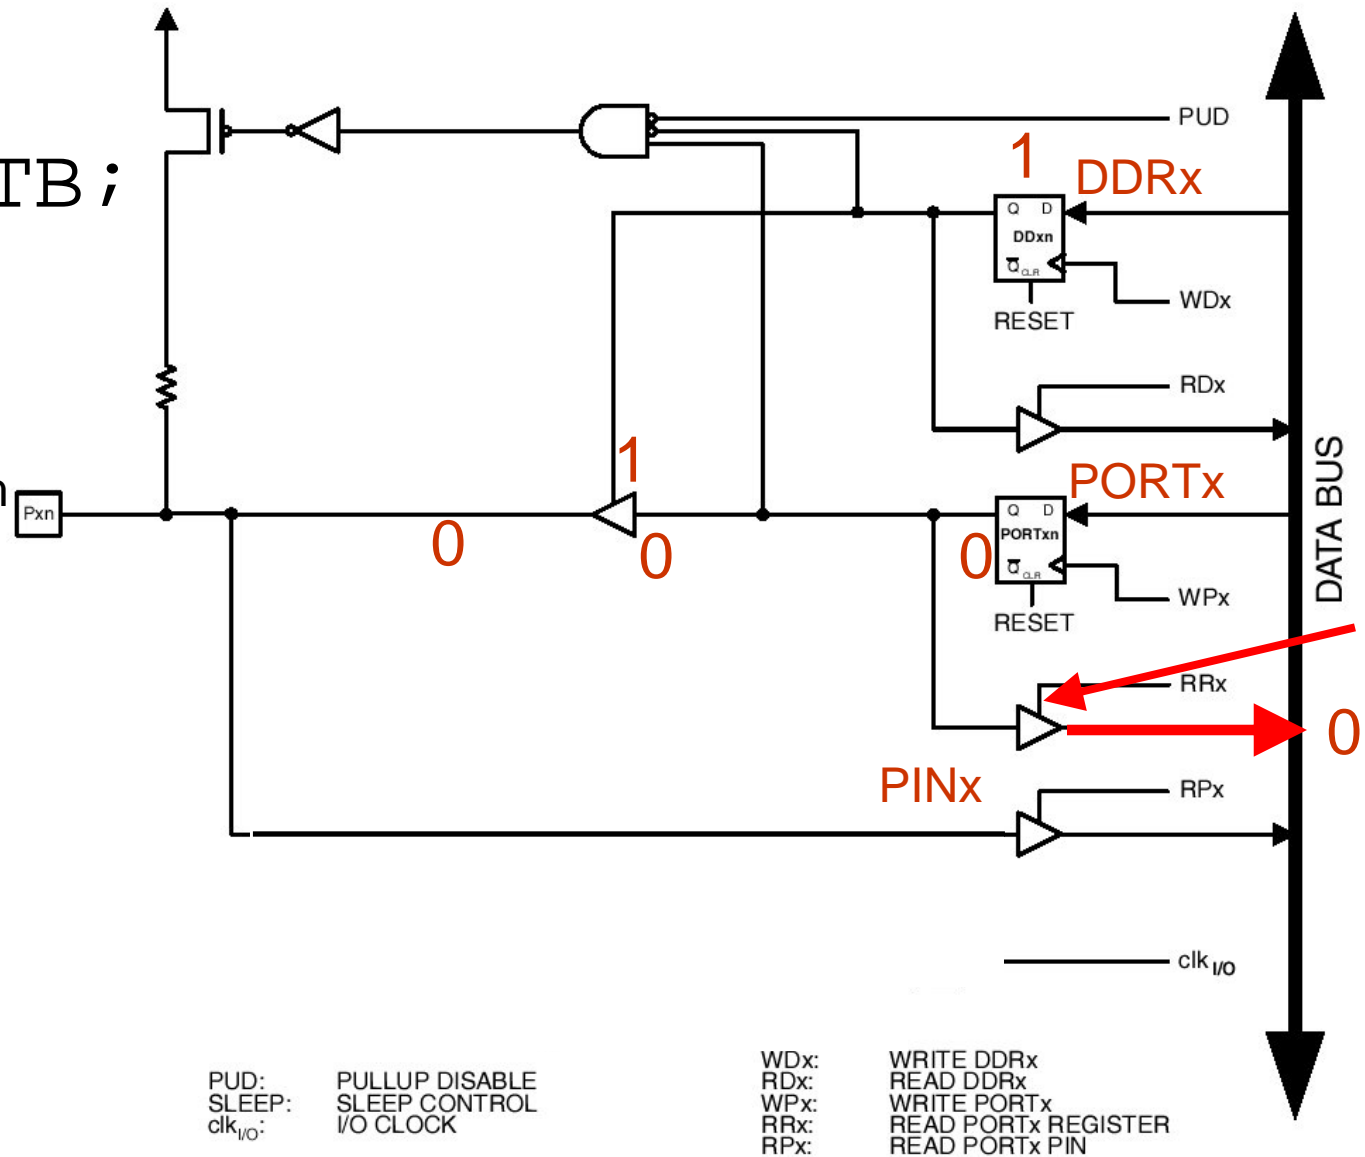 PUD
TB;
1
DDRx
Q D
DDxn
Q CLR
WDx
RESET
RDx
1
PORTx
n
Pxn
Q D
PORTxn
0
0
0
Q CLR
WPx
RESET
DATA BUS
RRx
0
PINx
RPx
clk I/O
PUD: PULLUP DISABLE
SLEEP: SLEEP CONTROL
clkI/O: I/O CLOCK
WDx: WRITE DDRx
RDx: READ DDRx
WPx: WRITE PORTx
RRx: READ PORTx REGISTER
RPx: READ PORTx PIN